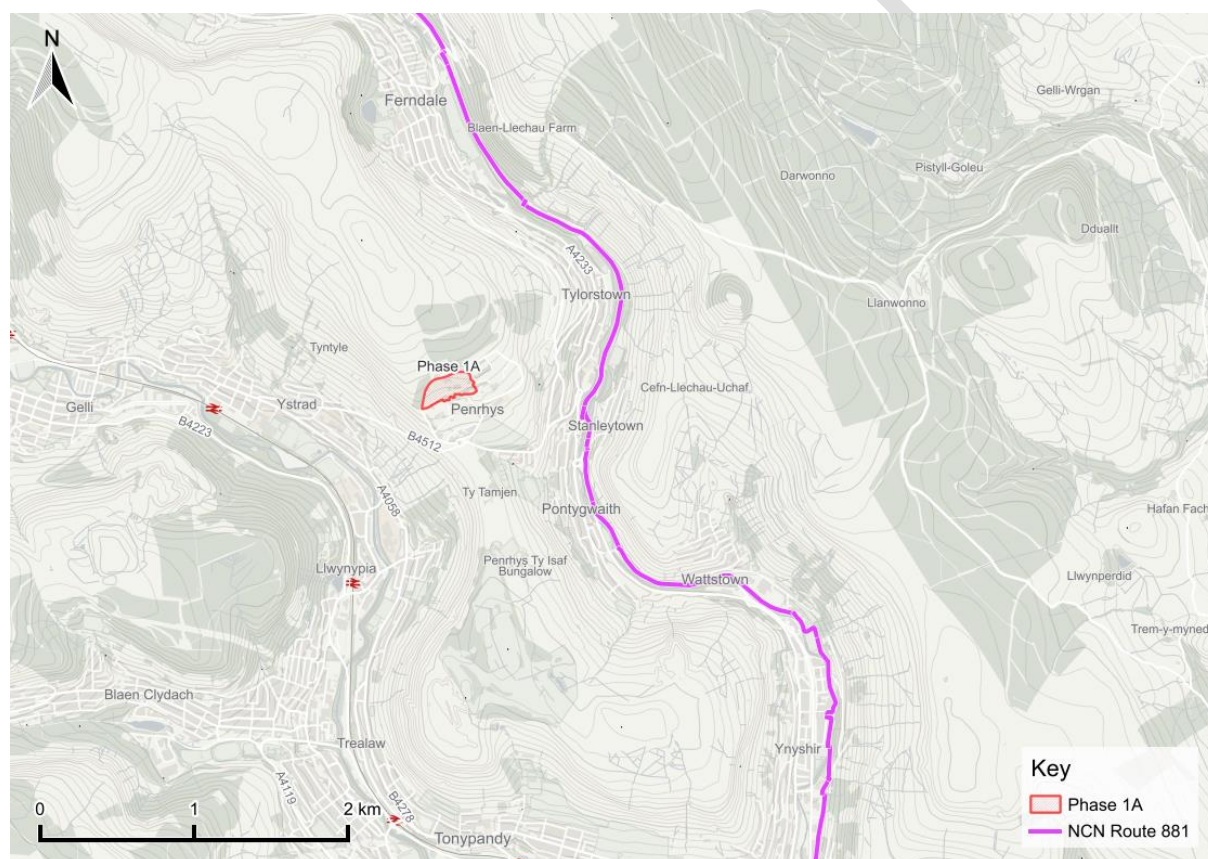 N
Ferndale
Gelli-Wrgan
Blaen-Llechau Farm
Pistyll-Goleu
Darwonno
Dduallt
A4233
Tylorstown
Llanwonno
Tyntyle
Phase 1A
Cefn-Llechau-Uchaf
Gelli
Ystrad
Penrhys
B4223
B4512
Stanleytown
A4058
Ty Tamjen
Pontygwaith
Hafan Fach
Penrhys Ty Isaf
Bungalow
Llwynypia
Wattstown
Llwynperdid
Trem-y-myned
Blaen Clydach
Trealaw
Ynyshir
A4119
B4278
Tonypandy
0 1 2 km
Key
Phase 1A
NCN Route 881